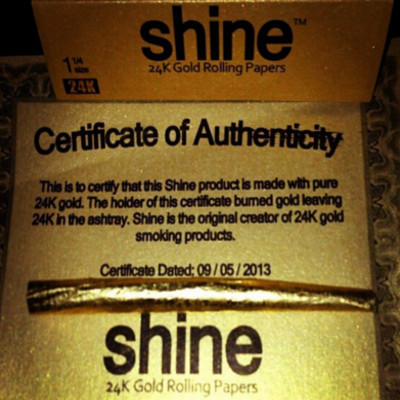 shine™
24K Gold Rolling Papers
1 1/4
size
24K
Certificate of Authenticity
This is to certify that this Shine product is made with pure
24K gold. The holder of this certificate burned gold leaving
24K in the ashtray. Shine is the original creator of 24K gold
smoking products.
Certificate Dated; 09 / 05 / 2013
shine
24K Gold Rolling Papers